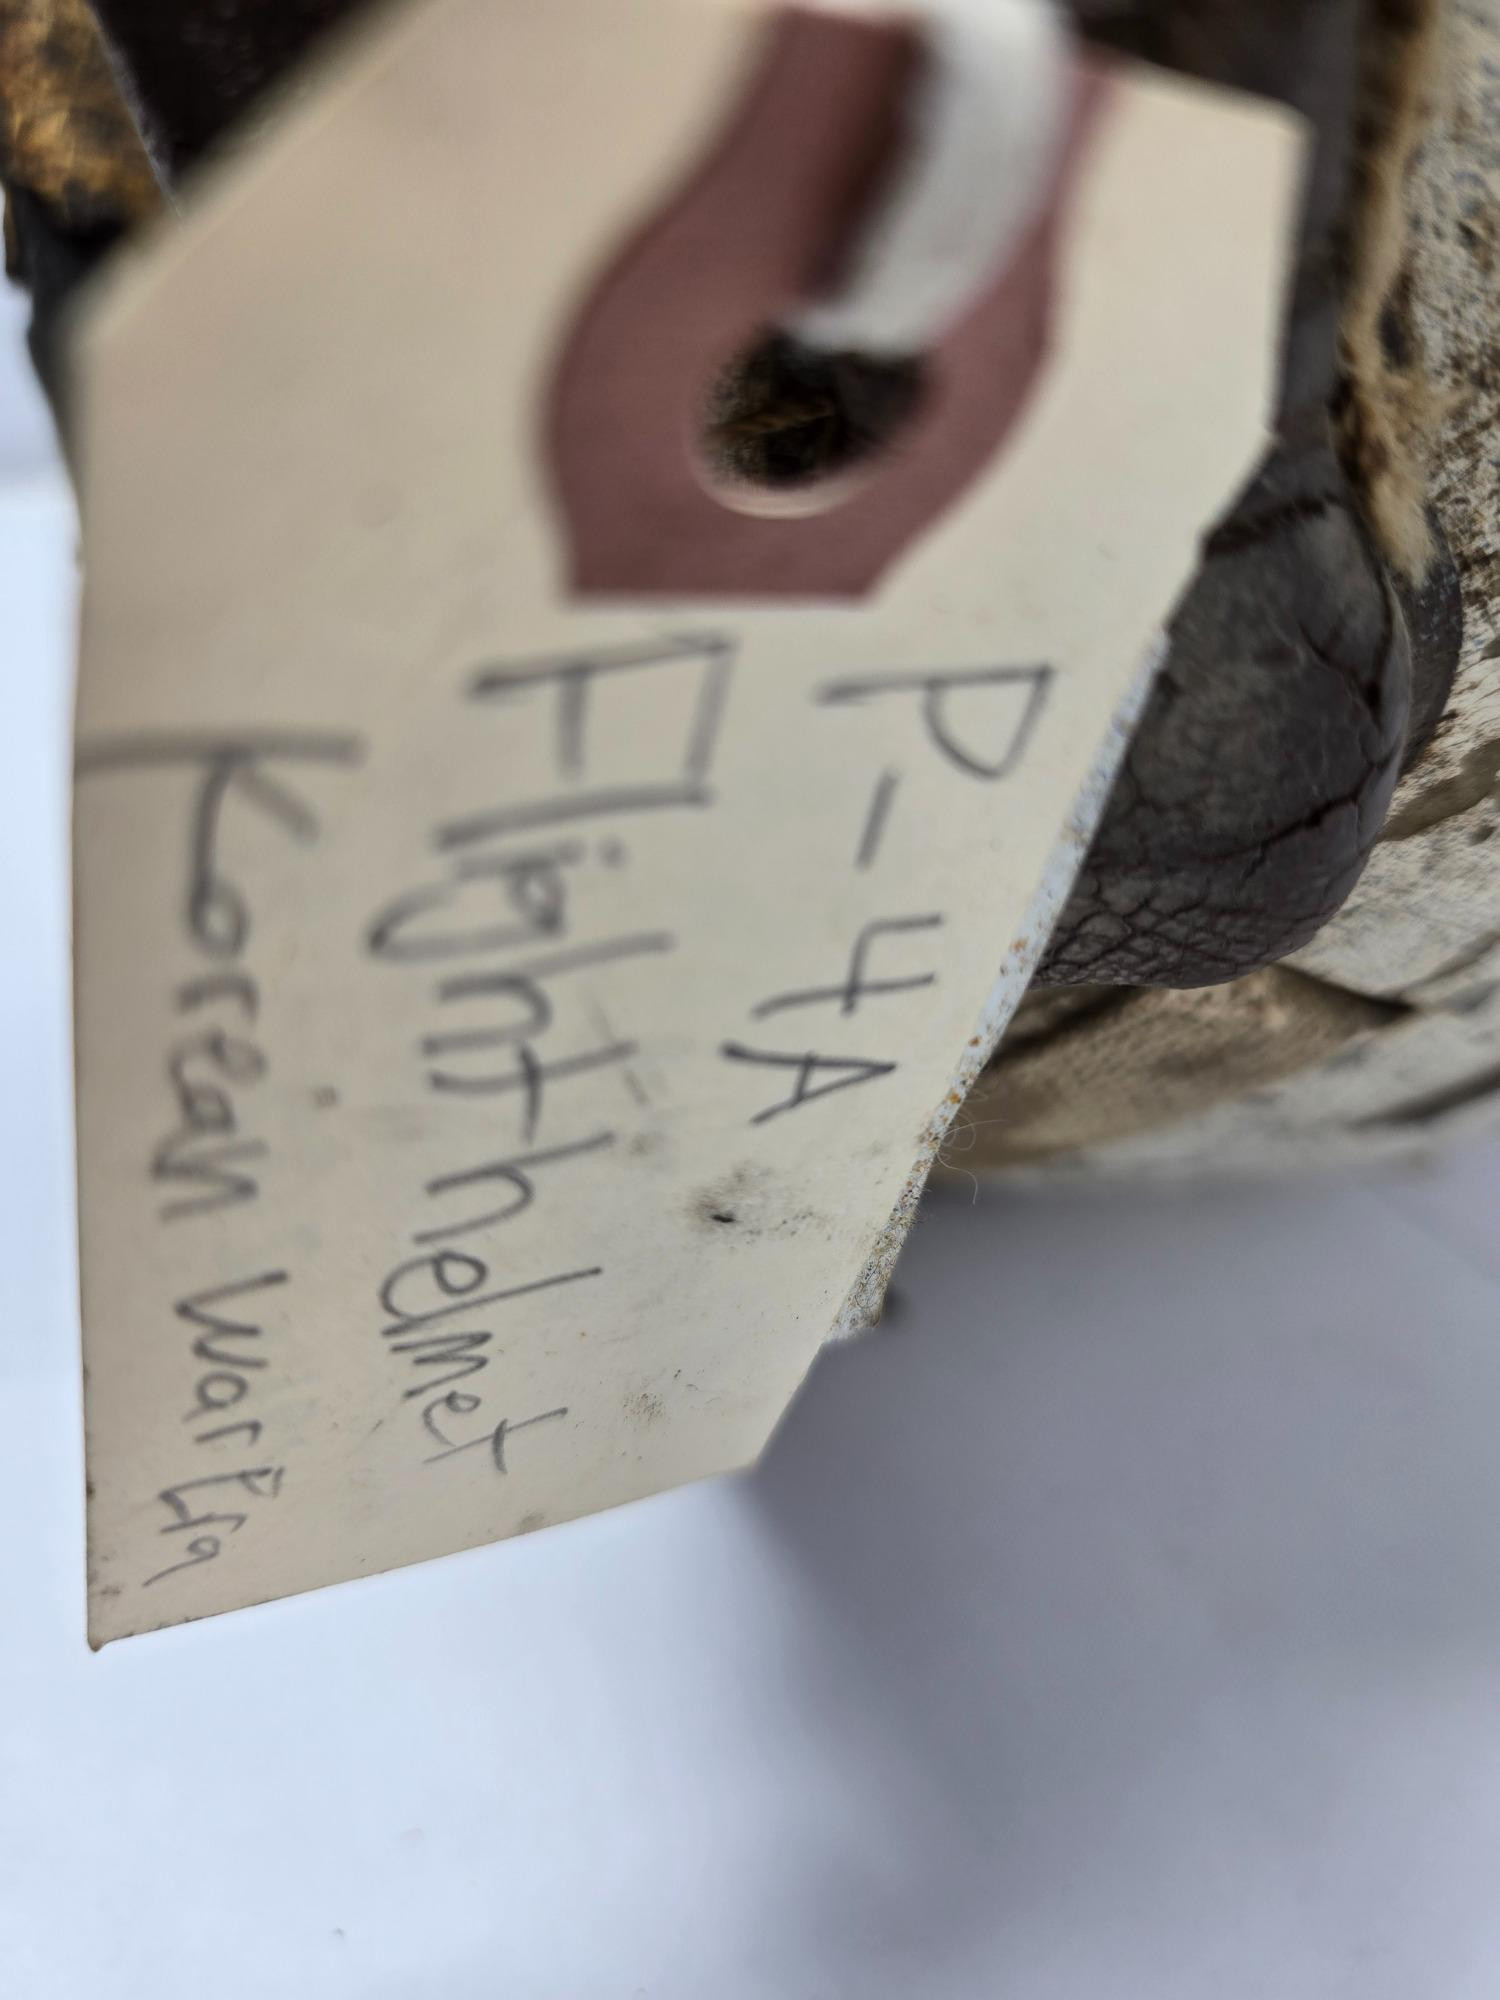 P-4A
Flight helmet
Korean War Era